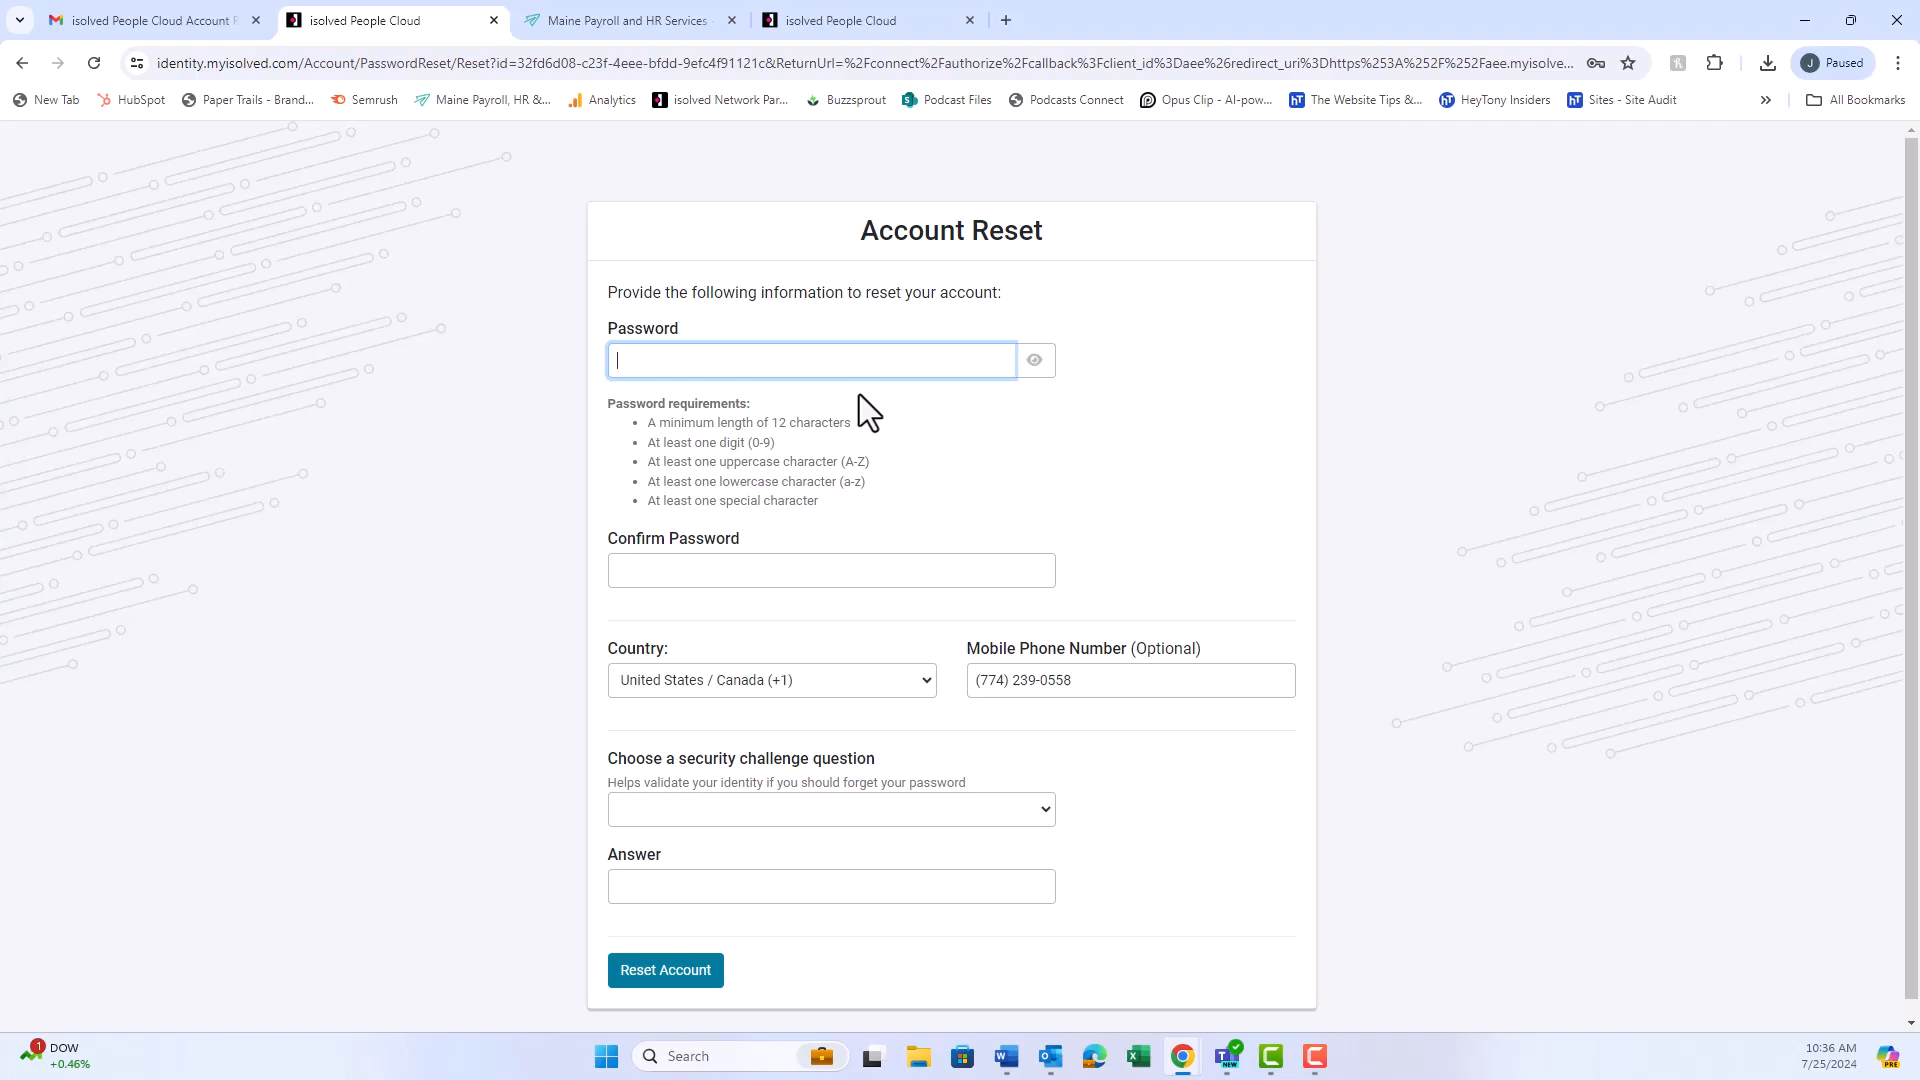 isolved People Cloud Account R
isolved People Cloud
Maine Payroll and HR Services
isolved People Cloud
identity.myisolved.com/Account/PasswordReset/Reset?id=32fd6d08-c23f-4eee-bfdd-9efc4f91121c&ReturnUrl=%2Fconnect%2Fauthorize%2Fcallback%3Fclient_id%3Daee%26redirect_uri%3Dhttps%253A%252F%252Faee.myisolve...
J Paused
New Tab
HubSpot
Paper Trails - Brand...
Semrush
Maine Payroll, HR &...
Analytics
isolved Network Par...
Buzzsprout
Podcast Files
Podcasts Connect
Opus Clip - AI-pow...
The Website Tips &...
HeyTony Insiders
Sites - Site Audit
All Bookmarks
Account Reset
Provide the following information to reset your account:
Password
Password requirements:
A minimum length of 12 characters
At least one digit (0-9)
At least one uppercase character (A-Z)
At least one lowercase character (a-z)
At least one special character
Confirm Password
Country:
Mobile Phone Number (Optional)
United States / Canada (+1)
(774) 239-0558
Choose a security challenge question
Helps validate your identity if you should forget your password
Answer
Reset Account
1
DOW
+0.46%
Search
10:36 AM
7/25/2024